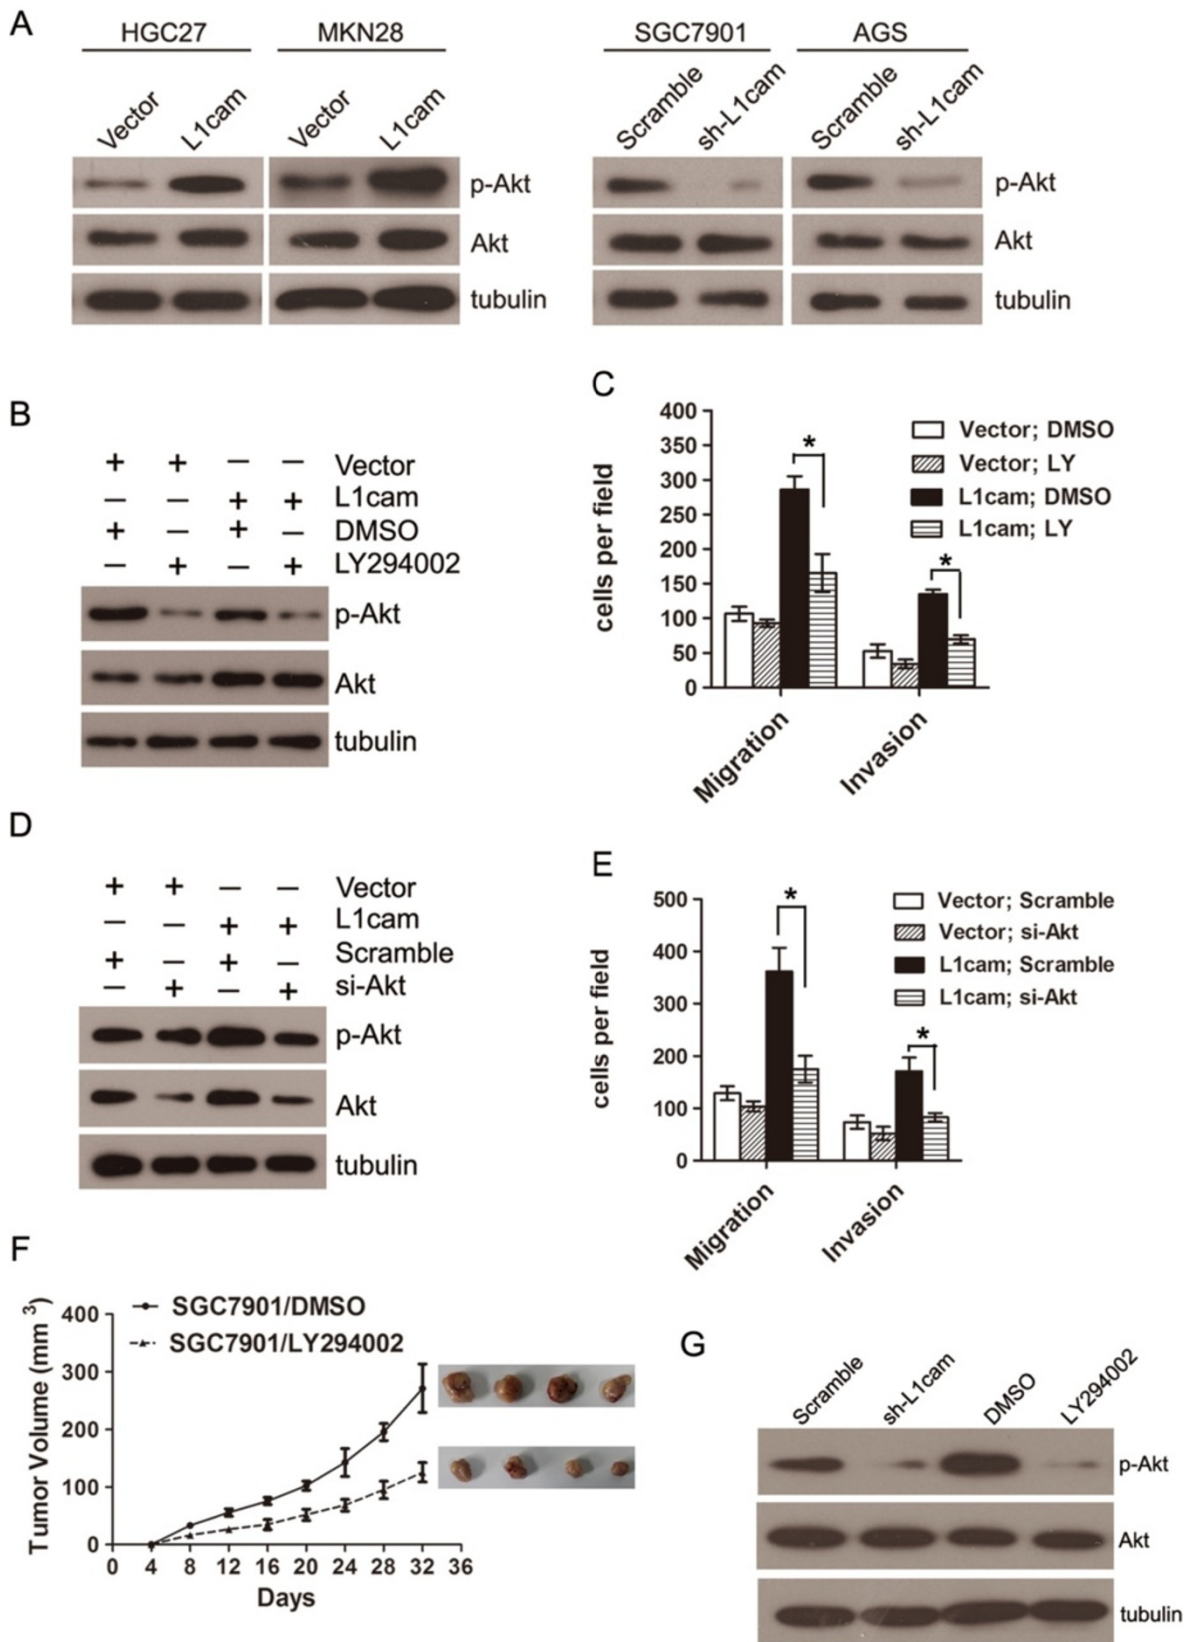 A
HGC27 MKN28 SGC7901 AGS
Vector L1cam Vector L1cam Scramble sh-L1cam Scramble sh-L1cam
p-Akt p-Akt
Akt Akt
tubulin tubulin
B
+ + — — Vector
— — + + L1cam
+ — + — DMSO
— + — + LY294002
p-Akt
Akt
tubulin
C
400
350
300
250
200
150
100
50
0
cells per field
* *
Vector; DMSO
Vector; LY
L1cam; DMSO
L1cam; LY
Migration Invasion
D
+ + — — Vector
— — + + L1cam
+ — + — Scramble
— + — + si-Akt
p-Akt
Akt
tubulin
E
500
400
300
200
100
0
cells per field
* *
Vector; Scramble
Vector; si-Akt
L1cam; Scramble
L1cam; si-Akt
Migration Invasion
F
Tumor Volume (mm 3)
400
300
200
100
0
SGC7901/DMSO
SGC7901/LY294002
0 4 8 12 16 20 24 28 32 36
Days
G
Scramble sh-L1cam DMSO LY294002
p-Akt
Akt
tubulin